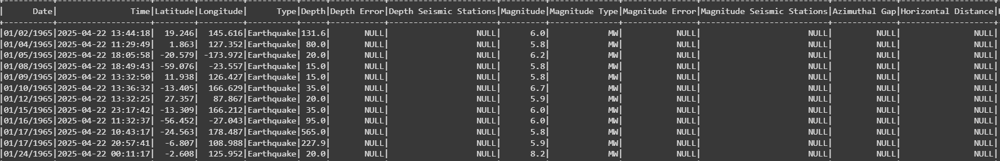 |      Date|               Time|Latitude|Longitude|      Type|Depth|Depth Error|Depth Seismic Stations|Magnitude|Magnitude Type|Magnitude Error|Magnitude Seismic Stations|Azimuthal Gap|Horizontal Distance|
|01/02/1965|2025-04-22 13:44:18|  19.246|  145.616|Earthquake|131.6|       NULL|                  NULL|      6.0|            MW|           NULL|                      NULL|         NULL|               NULL|
|01/04/1965|2025-04-22 11:29:49|   1.863|  127.352|Earthquake| 80.0|       NULL|                  NULL|      5.8|            MW|           NULL|                      NULL|         NULL|               NULL|
|01/05/1965|2025-04-22 18:05:58| -20.579| -173.972|Earthquake| 20.0|       NULL|                  NULL|      6.2|            MW|           NULL|                      NULL|         NULL|               NULL|
|01/08/1965|2025-04-22 18:49:43| -59.076|  -23.557|Earthquake| 15.0|       NULL|                  NULL|      5.8|            MW|           NULL|                      NULL|         NULL|               NULL|
|01/09/1965|2025-04-22 13:32:50|  11.938|  126.427|Earthquake| 15.0|       NULL|                  NULL|      5.8|            MW|           NULL|                      NULL|         NULL|               NULL|
|01/10/1965|2025-04-22 13:36:32| -13.405|  166.629|Earthquake| 35.0|       NULL|                  NULL|      6.7|            MW|           NULL|                      NULL|         NULL|               NULL|
|01/12/1965|2025-04-22 13:32:25|  27.357|   87.867|Earthquake| 20.0|       NULL|                  NULL|      5.9|            MW|           NULL|                      NULL|         NULL|               NULL|
|01/15/1965|2025-04-22 23:17:42| -13.309|  166.212|Earthquake| 35.0|       NULL|                  NULL|      6.0|            MW|           NULL|                      NULL|         NULL|               NULL|
|01/16/1965|2025-04-22 11:32:37| -56.452|  -27.043|Earthquake| 95.0|       NULL|                  NULL|      6.0|            MW|           NULL|                      NULL|         NULL|               NULL|
|01/17/1965|2025-04-22 10:43:17| -24.563|  178.487|Earthquake|565.0|       NULL|                  NULL|      5.8|            MW|           NULL|                      NULL|         NULL|               NULL|
|01/17/1965|2025-04-22 20:57:41|  -6.807|  108.988|Earthquake|227.9|       NULL|                  NULL|      5.9|            MW|           NULL|                      NULL|         NULL|               NULL|
|01/24/1965|2025-04-22 00:11:17|  -2.608|  125.952|Earthquake| 20.0|       NULL|                  NULL|      8.2|            MW|           NULL|                      NULL|         NULL|               NULL|